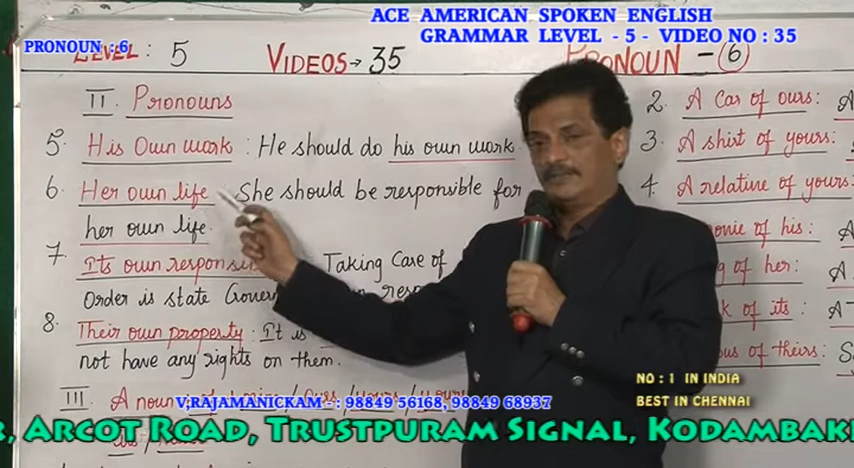 ACE AMERICAN SPOKEN ENGLISH
GRAMMAR LEVEL - 5 - VIDEO NO : 35
PRONOUN : 6
LEVEL : 5 VIDEOS → 35 PRONOUN - 6
II. Pronouns
5. His Own work : He should do his own work.
6. Her own life She should be responsible for
her own life.
7. Its own Taking Care of
Order is state
8. Their own property : It is
not have any rights on them.
III A noun
2. A Car of ours : A
3. A shirt of yours : A
4. A relative of yours
of his : A
of her :
of its : A
of theirs : S
V.RAJAMANICKAM - : 98849 56168, 98849 68937
NO : 1 IN INDIA
BEST IN CHENNAI
, ARCOT ROAD, TRUSTPURAM SIGNAL,